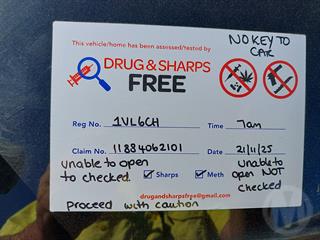 This vehicle/home has been assessed/tested by
NO KEY TO
CAR
DRUG & SHARPS
FREE
Reg No. 1VL6CH Time 7am
Claim No. 11884062101 Date 21/11/25
unable to open Unable to
to checked. Sharps Meth open NOT
checked
drugandsharpsfree@gmail.com
proceed with caution